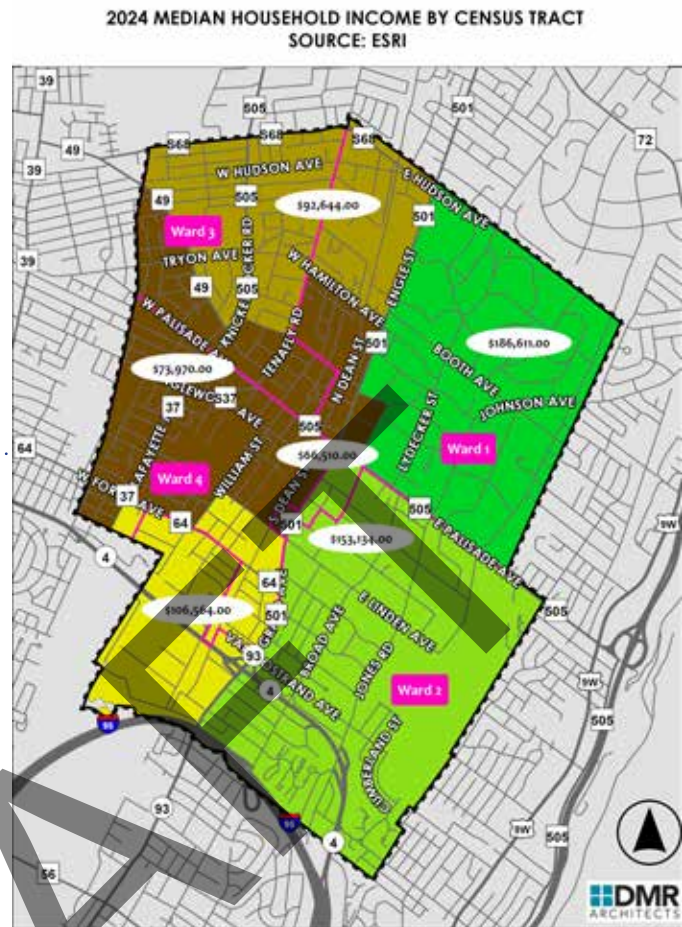 2024 MEDIAN HOUSEHOLD INCOME BY CENSUS TRACT
SOURCE: ESRI
39
505
501
S68
S68
S68
72
49
39
W HUDSON AVE
E HUDSON AVE
49
505
$92,644.00
501
Ward 3
TRYON AVE
W HAMILTON AVE
ENGLE ST
39
49
505
TENAFLY RD
W PALISADE
N DEAN ST
501
$186,611.00
BOOTH AVE
$73,970.00
S37
JOHNSON AVE
37
LYDECKER ST
505
64
WILLIAM ST
$66,510.00
Ward 1
Ward 4
37
64
501
505
$153,134.00
E PALISADE AVE
9W
4
64
E LINDEN AVE
505
$106,564.00
501
BROAD AVE
93
JONES RD
4
Ward 2
9W
505
95
93
95
4
9W
505
56
DMR
ARCHITECTS